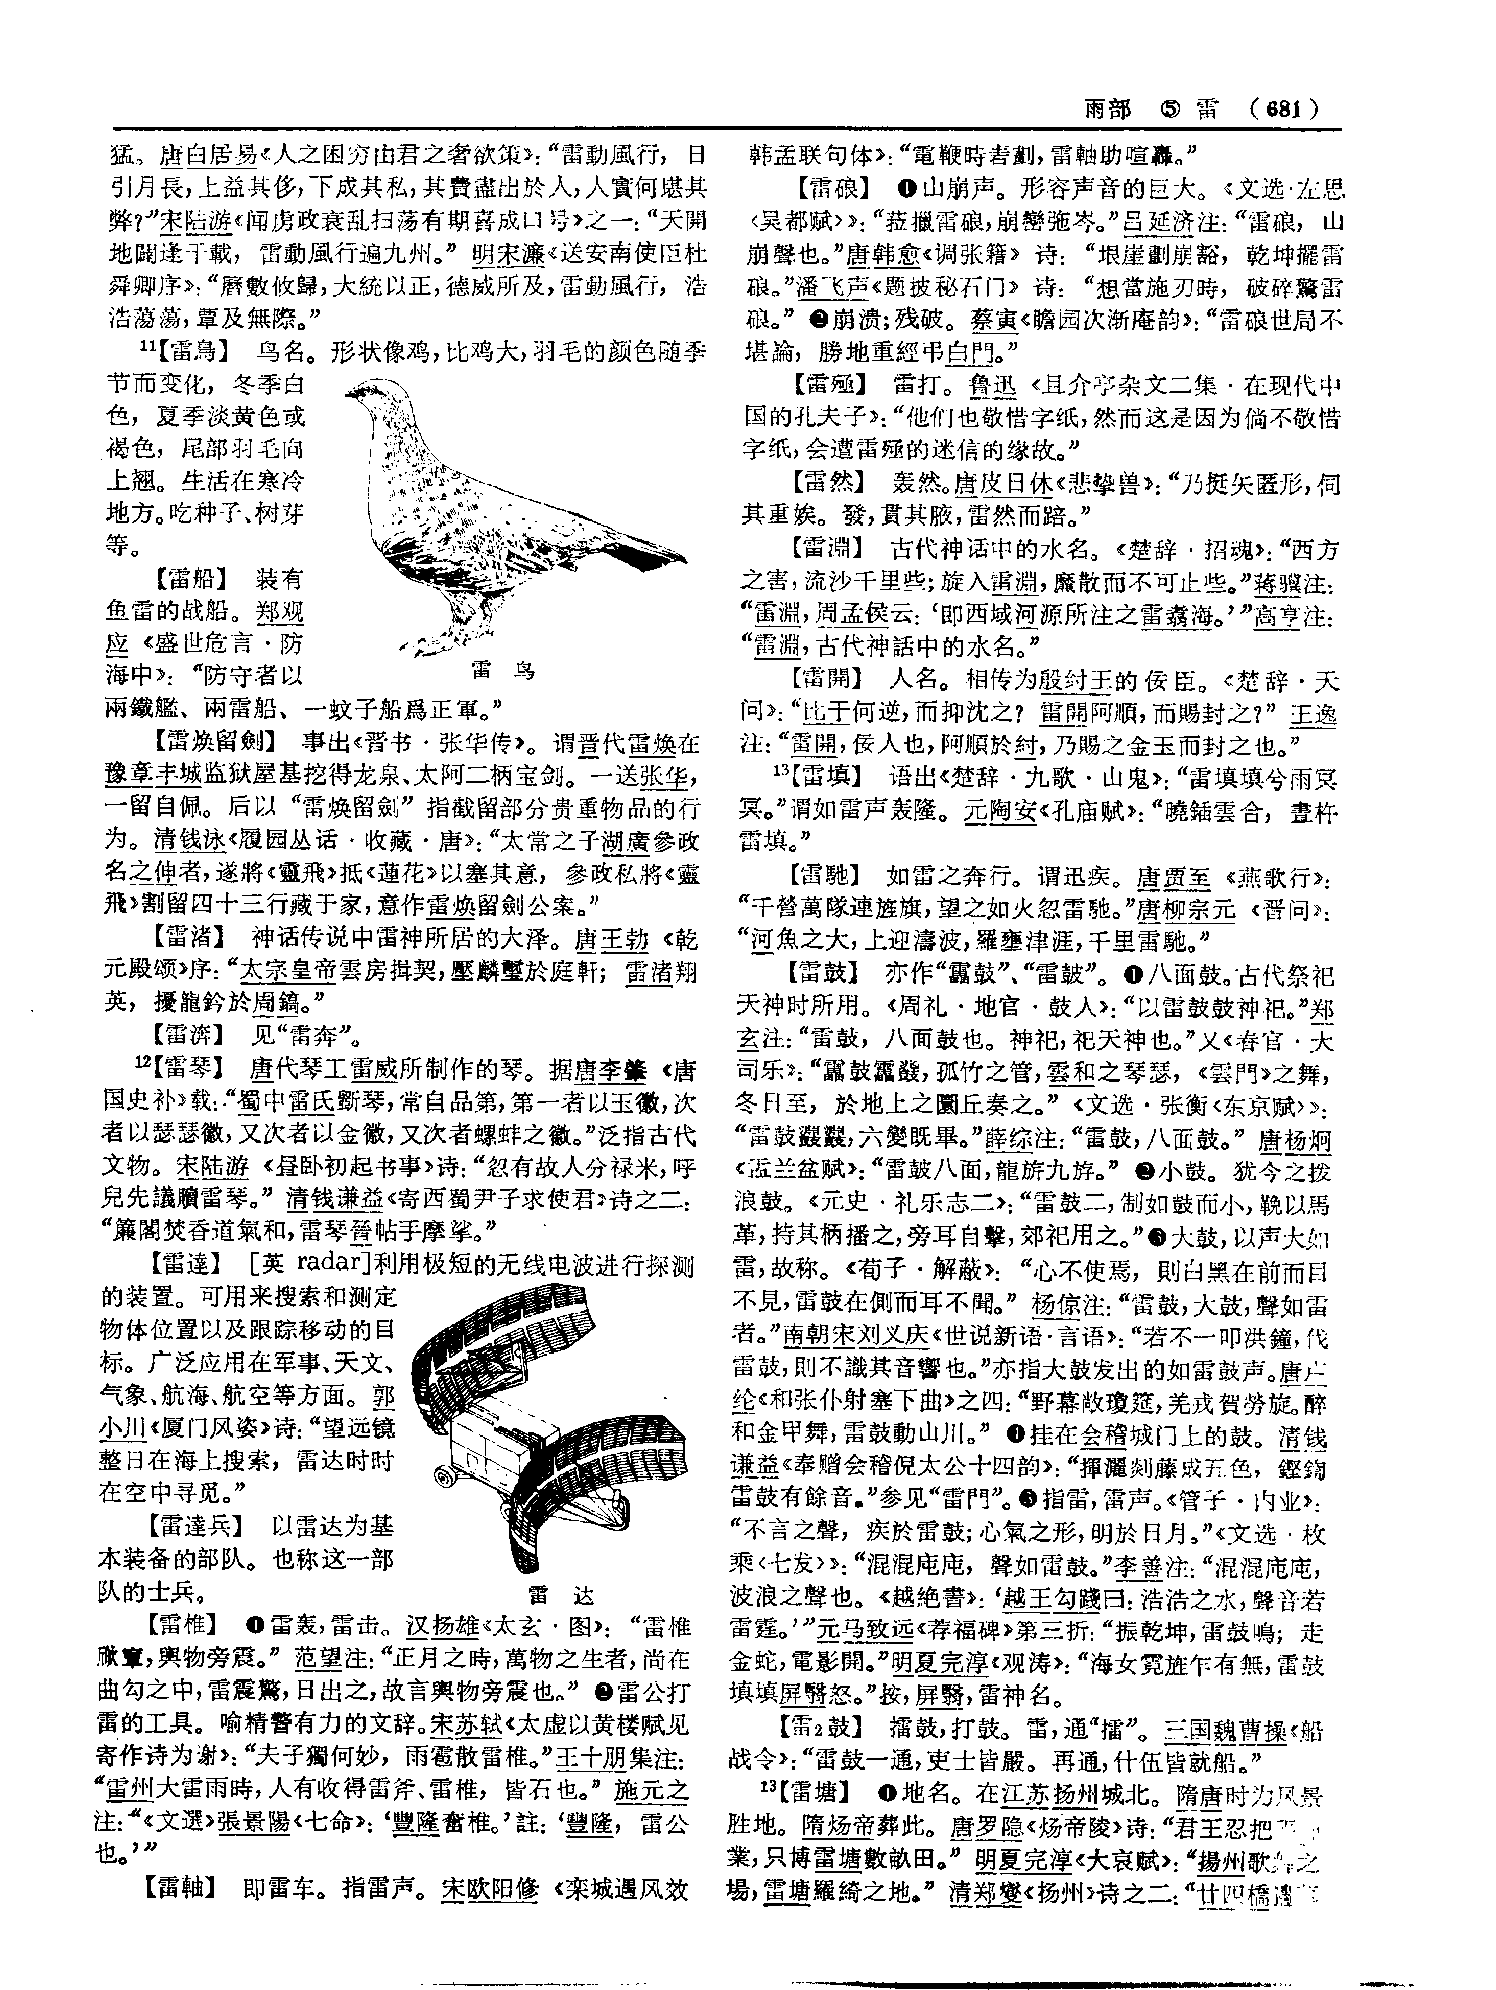 雨部 ⑤ 雷 （681）
猛。唐白居易《人之困穷由君之奢欲策》：“雷動風行，日
引月長，上益其侈，下成其私，其費盡出於人，人實何堪其
弊？”宋陆游《闻虏政衰乱扫荡有期喜成口号》之一：“天開
地闢逢千載，雷動風行遍九州。”明宋濂《送安南使臣杜
舜卿序》：“曆數攸歸，大統以正，德威所及，雷動風行，浩
浩蕩蕩，覃及無際。”
¹¹【雷鳥】 鸟名。形状像鸡，比鸡大，羽毛的颜色随季
节而变化，冬季白
色，夏季淡黄色或
褐色，尾部羽毛向
上翘。生活在寒冷
地方。吃种子、树芽
等。
【雷船】 装有
鱼雷的战船。郑观
应《盛世危言·防
海中》：“防守者以
雷 鸟
兩鐵艦、兩雷船、一蚊子船爲正軍。”
【雷焕留劍】 事出《晋书·张华传》。谓晋代雷焕在
豫章丰城监狱屋基挖得龙泉、太阿二柄宝剑。一送张华，
一留自佩。后以“雷焕留劍”指截留部分贵重物品的行
为。清钱泳《履园丛话·收藏·唐》：“太常之子湖廣參政
名之伸者，遂將《靈飛》抵《蓮花》以塞其意，參政私將《靈
飛》割留四十三行藏于家，意作雷焕留劍公案。”
【雷渚】 神话传说中雷神所居的大泽。唐王勃《乾
元殿颂》序：“太宗皇帝雲房揖契，壓麟璽於庭軒；雷渚翔
英，擾龍鈐於周鎬。”
【雷渀】 见“雷奔”。
¹²【雷琴】 唐代琴工雷威所制作的琴。据唐李肇《唐
国史补》载：“蜀中雷氏斲琴，常自品第，第一者以玉徽，次
者以瑟瑟徽，又次者以金徽，又次者螺蚌之徽。”泛指古代
文物。宋陆游《昼卧初起书事》诗：“忽有故人分禄米，呼
兒先議贖雷琴。”清钱谦益《寄西蜀尹子求使君》诗之二：
“簾閣焚香道氣和，雷琴晉帖手摩挲。”
【雷達】 [英 radar]利用极短的无线电波进行探测
的装置。可用来搜索和测定
物体位置以及跟踪移动的目
标。广泛应用在军事、天文、
气象、航海、航空等方面。郭
小川《厦门风姿》诗：“望远镜
整日在海上搜索，雷达时时
在空中寻觅。”
【雷達兵】 以雷达为基
本装备的部队。也称这一部
队的士兵。
雷 达
【雷椎】 ❶雷轰，雷击。汉扬雄《太玄·图》：“雷椎
，輿物旁震。”范望注：“正月之時，萬物之生者，尚在
曲勾之中，雷震驚，日出之，故言輿物旁震也。”❷雷公打
雷的工具。喻精警有力的文辞。宋苏轼《太虚以黄楼赋见
寄作诗为谢》：“夫子獨何妙，雨雹散雷椎。”王十朋集注：
“雷州大雷雨時，人有收得雷斧、雷椎，皆石也。”施元之
注：“《文選》張景陽《七命》：‘豐隆奮椎。’註：‘豐隆，雷公
也。’”
【雷軸】 即雷车。指雷声。宋欧阳修《栾城遇风效
韩孟联句体》：“電鞭時砉劃，雷軸助喧轟。”
【雷硠】 ❶山崩声。形容声音的巨大。《文选·左思
〈吴都赋〉》：“菈擸雷硠，崩巒弛岑。”吕延济注：“雷硠，山
崩聲也。”唐韩愈《调张籍》诗：“垠崖劃崩豁，乾坤擺雷
硠。”潘飞声《题披秘石门》诗：“想當施刃時，破碎驚雷
硠。”❷崩溃；残破。蔡寅《瞻园次渐庵韵》：“雷硠世局不
堪論，勝地重經弔白門。”
【雷殛】 雷打。鲁迅《且介亭杂文二集·在现代中
国的孔夫子》：“他们也敬惜字纸，然而这是因为倘不敬惜
字纸，会遭雷殛的迷信的缘故。”
【雷然】 轰然。唐皮日休《悲摯兽》：“乃挺矢匿形，伺
其重娭。發，貫其腋，雷然而踣。”
【雷淵】 古代神话中的水名。《楚辞·招魂》：“西方
之害，流沙千里些；旋入雷淵，麋散而不可止些。”蒋骥注：
“雷淵，周孟侯云：‘即西域河源所注之雷翥海。’”高亨注：
“雷淵，古代神話中的水名。”
【雷開】 人名。相传为殷纣王的佞臣。《楚辞·天
问》：“比干何逆，而抑沈之？雷開阿順，而賜封之？”王逸
注：“雷開，佞人也，阿順於紂，乃賜之金玉而封之也。”
¹³【雷填】 语出《楚辞·九歌·山鬼》：“雷填填兮雨冥
冥。”谓如雷声轰隆。元陶安《孔庙赋》：“曉鍤雲合，晝杵
雷填。”
【雷馳】 如雷之奔行。谓迅疾。唐贾至《燕歌行》：
“千營萬隊連旌旗，望之如火忽雷馳。”唐柳宗元《晋问》：
“河魚之大，上迎濤波，羅壅津涯，千里雷馳。”
【雷鼓】 亦作“靁鼓”、“雷皷”。❶八面鼓。古代祭祀
天神时所用。《周礼·地官·鼓人》：“以雷鼓鼓神祀。”郑
玄注：“雷鼓，八面鼓也。神祀，祀天神也。”又《春官·大
司乐》：“靁鼓靁鼗，孤竹之管，雲和之琴瑟，《雲門》之舞，
冬日至，於地上之圜丘奏之。”《文选·张衡〈东京赋〉》：
“雷鼓鼝鼝，六變既畢。”薛综注：“雷鼓，八面鼓。”唐杨炯
《盂兰盆赋》：“雷鼓八面，龍旂九斿。”❷小鼓。犹今之拨
浪鼓。《元史·礼乐志二》：“雷鼓二，制如鼓而小，鞔以馬
革，持其柄播之，旁耳自擊，郊祀用之。”❸大鼓，以声大如
雷，故称。《荀子·解蔽》：“心不使焉，則白黑在前而目
不見，雷鼓在側而耳不聞。”杨倞注：“雷鼓，大鼓，聲如雷
者。”南朝宋刘义庆《世说新语·言语》：“若不一叩洪鐘，伐
雷鼓，則不識其音響也。”亦指大鼓发出的如雷鼓声。唐卢
纶《和张仆射塞下曲》之四：“野幕敞瓊筵，羌戎賀勞旋。醉
和金甲舞，雷鼓動山川。”❹挂在会稽城门上的鼓。清钱
谦益《奉赠会稽倪太公十四韵》：“揮灑剡藤成五色，鏗鍧
雷鼓有餘音。”参见“雷門”。❺指雷，雷声。《管子·内业》：
“不言之聲，疾於雷鼓；心氣之形，明於日月。”《文选·枚
乘〈七发〉》：“混混庉庉，聲如雷鼓。”李善注：“混混庉庉，
波浪之聲也。《越絶書》：‘越王勾踐曰：浩浩之水，聲音若
雷霆。’”元马致远《荐福碑》第三折：“振乾坤，雷鼓鳴；走
金蛇，電影開。”明夏完淳《观涛》：“海女霓旌乍有無，雷鼓
填填屏翳怒。”按，屏翳，雷神名。
【雷₂鼓】 擂鼓，打鼓。雷，通“擂”。三国魏曹操《船
战令》：“雷鼓一通，吏士皆嚴。再通，什伍皆就船。”
¹³【雷塘】 ❶地名。在江苏扬州城北。隋唐时为风景
胜地。隋炀帝葬此。唐罗隐《炀帝陵》诗：“君王忍把
業，只博雷塘數畝田。”明夏完淳《大哀赋》：“揚州歌舞之
場，雷塘羅綺之地。”清郑燮《扬州》诗之二：“廿四橋邊